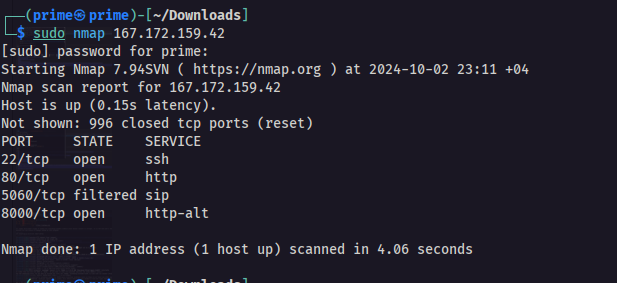 ┌──(prime㉿prime)-[~/Downloads]
└─$ sudo nmap 167.172.159.42
[sudo] password for prime:
Starting Nmap 7.94SVN ( https://nmap.org ) at 2024-10-02 23:11 +04
Nmap scan report for 167.172.159.42
Host is up (0.15s latency).
Not shown: 996 closed tcp ports (reset)
PORT     STATE    SERVICE
22/tcp   open     ssh
80/tcp   open     http
5060/tcp filtered sip
8000/tcp open     http-alt
Nmap done: 1 IP address (1 host up) scanned in 4.06 seconds
(prime㉿prime)-[~/Downloads]